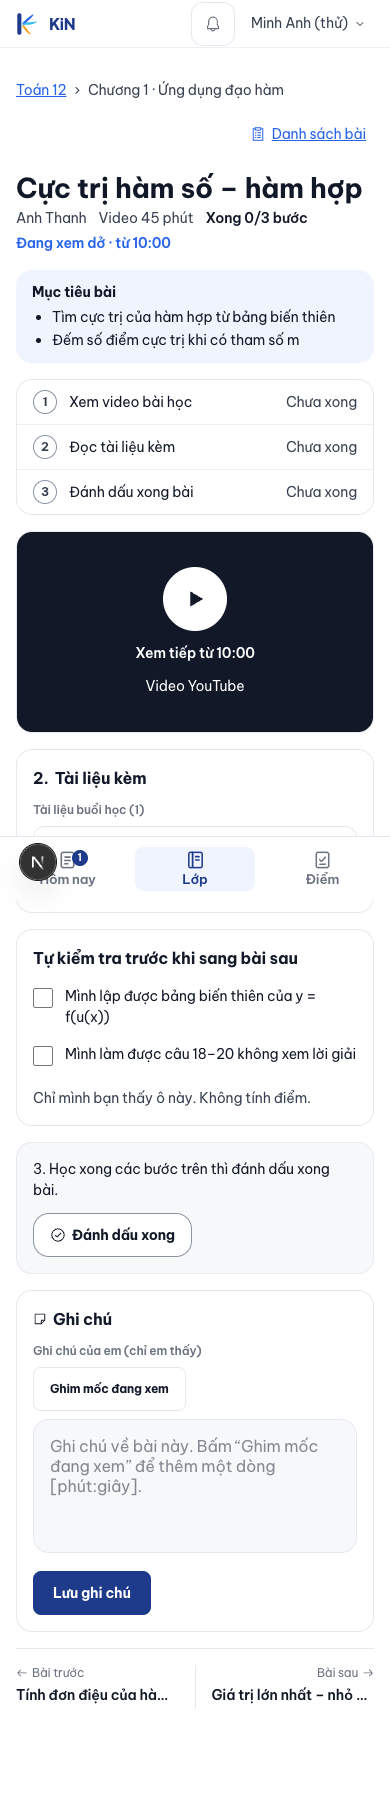 KiN
Minh Anh (thử)
Toán 12 › Chương 1 · Ứng dụng đạo hàm
Danh sách bài
Cực trị hàm số – hàm hợp
Anh Thanh Video 45 phút Xong 0/3 bước
Đang xem dở · từ 10:00
Mục tiêu bài
• Tìm cực trị của hàm hợp từ bảng biến thiên
• Đếm số điểm cực trị khi có tham số m
1 Xem video bài học Chưa xong
2 Đọc tài liệu kèm Chưa xong
3 Đánh dấu xong bài Chưa xong
Xem tiếp từ 10:00
Video YouTube
2. Tài liệu kèm
Tài liệu buổi học (1)
N
1
Hôm nay Lớp Điểm
Tự kiểm tra trước khi sang bài sau
Mình lập được bảng biến thiên của y =
f(u(x))
Mình làm được câu 18–20 không xem lời giải
Chỉ mình bạn thấy ô này. Không tính điểm.
3. Học xong các bước trên thì đánh dấu xong
bài.
Đánh dấu xong
Ghi chú
Ghi chú của em (chỉ em thấy)
Ghim mốc đang xem
Ghi chú về bài này. Bấm “Ghim mốc
đang xem” để thêm một dòng
[phút:giây].
Lưu ghi chú
← Bài trước Bài sau →
Tính đơn điệu của hà... Giá trị lớn nhất – nhỏ ...